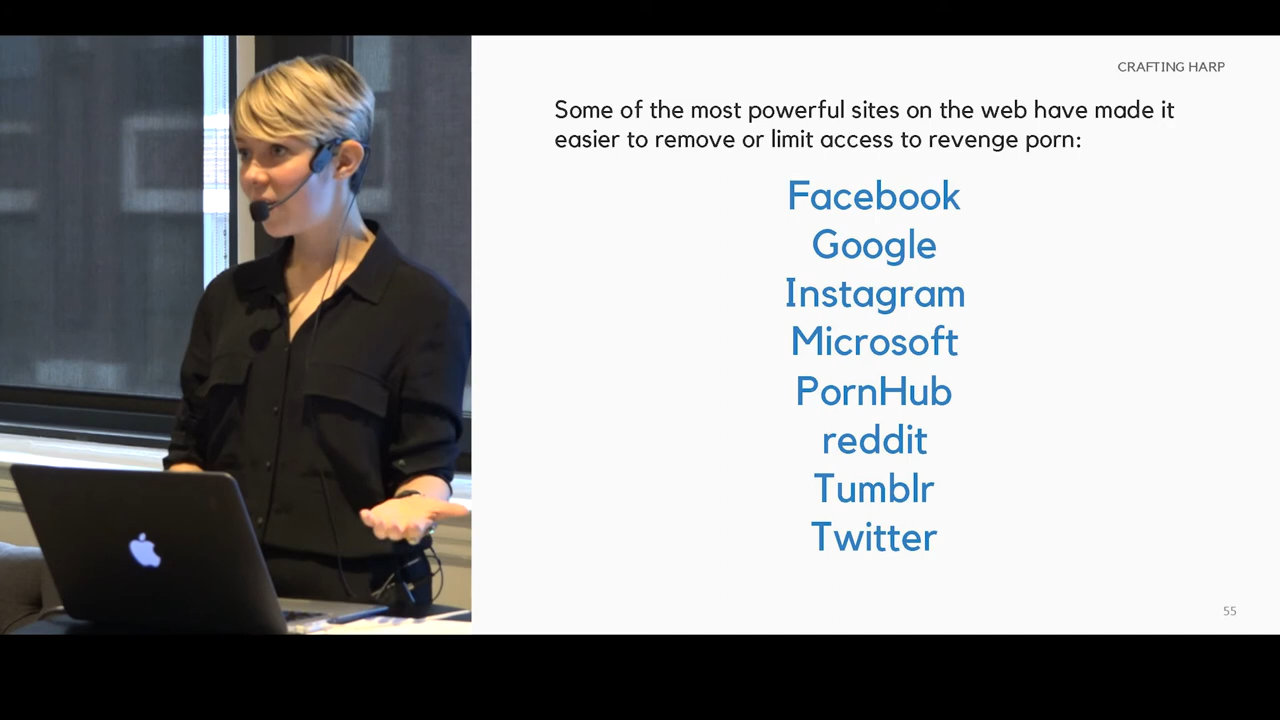 CRAFTING HARP
Some of the most powerful sites on the web have made it
easier to remove or limit access to revenge porn:
Facebook
Google
Instagram
Microsoft
PornHub
reddit
Tumblr
Twitter
55